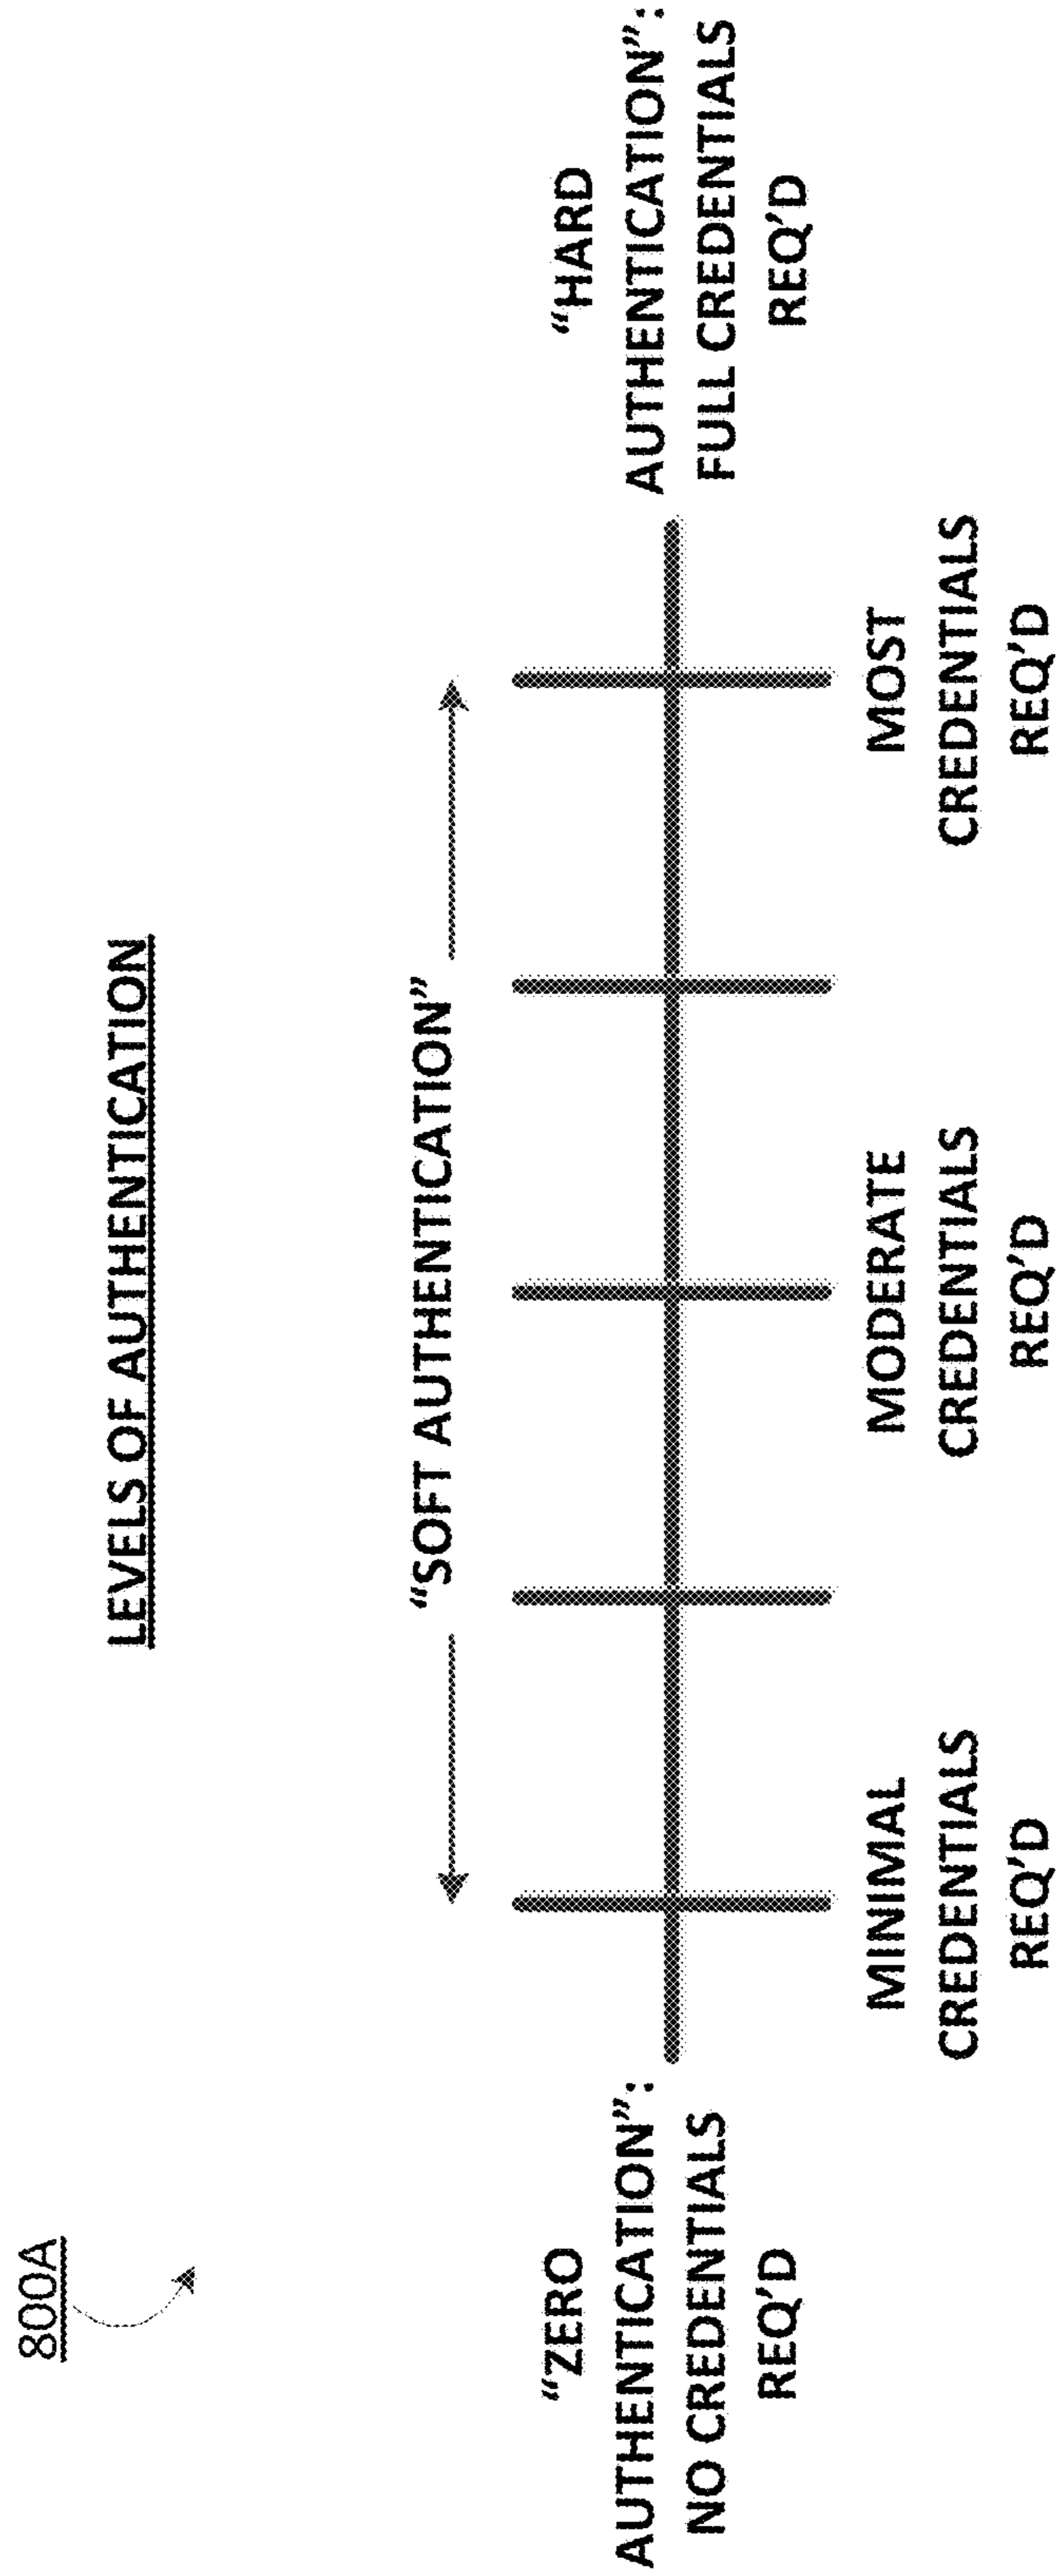 800A
LEVELS OF AUTHENTICATION
“SOFT AUTHENTICATION”
“ZERO
AUTHENTICATION”:
NO CREDENTIALS
REQ’D
“HARD
AUTHENTICATION”:
FULL CREDENTIALS
REQ’D
MINIMAL
CREDENTIALS
REQ’D
MODERATE
CREDENTIALS
REQ’D
MOST
CREDENTIALS
REQ’D